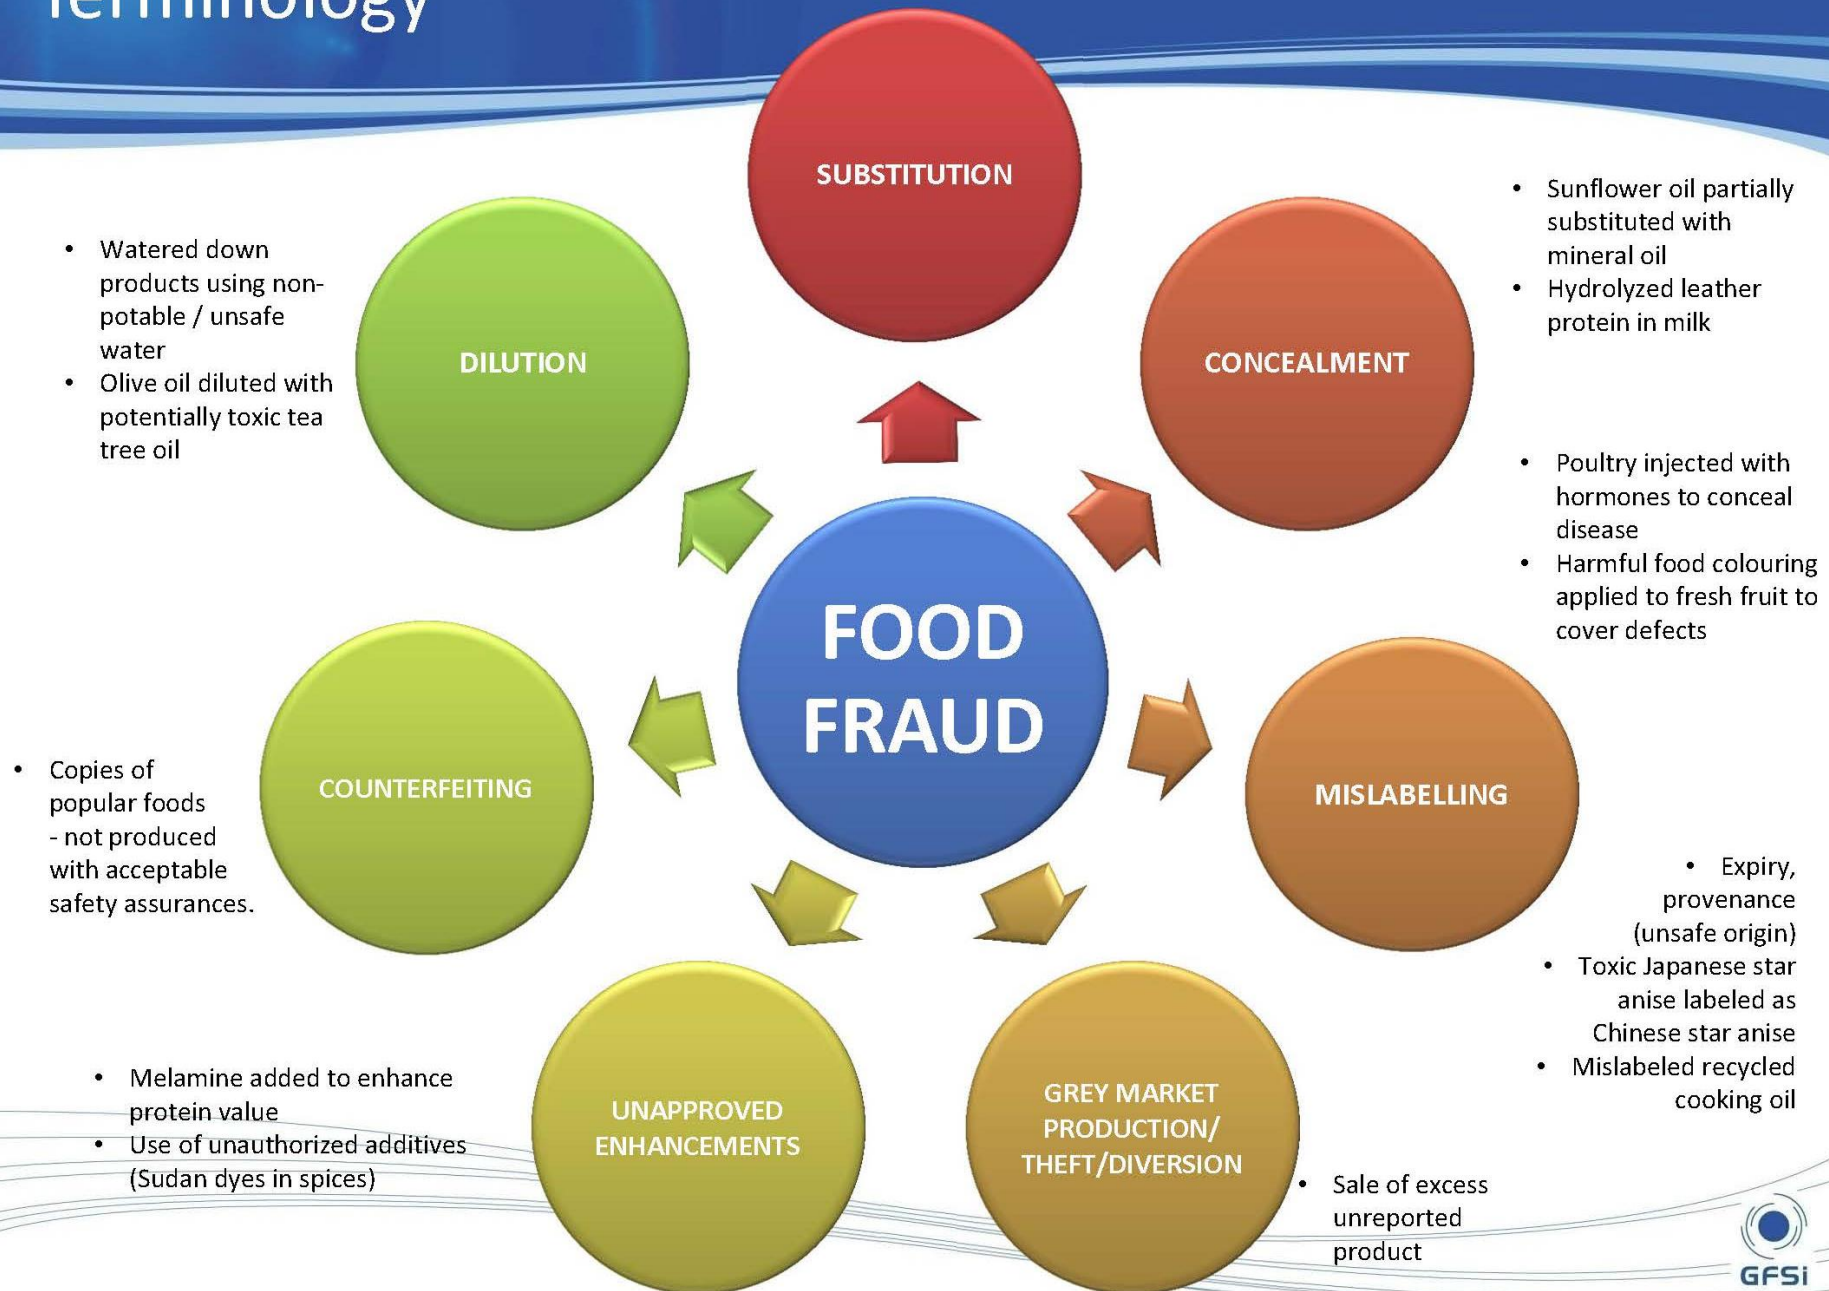 Terminology
SUBSTITUTION
• Sunflower oil partially
substituted with
mineral oil
• Hydrolyzed leather
protein in milk
CONCEALMENT
• Poultry injected with
hormones to conceal
disease
• Harmful food colouring
applied to fresh fruit to
cover defects
MISLABELLING
• Expiry,
provenance
(unsafe origin)
• Toxic Japanese star
anise labeled as
Chinese star anise
• Mislabeled recycled
cooking oil
GREY MARKET
PRODUCTION/
THEFT/DIVERSION
• Sale of excess
unreported
product
UNAPPROVED
ENHANCEMENTS
• Melamine added to enhance
protein value
• Use of unauthorized additives
(Sudan dyes in spices)
COUNTERFEITING
• Copies of
popular foods
- not produced
with acceptable
safety assurances.
DILUTION
• Watered down
products using non-
potable / unsafe
water
• Olive oil diluted with
potentially toxic tea
tree oil
FOOD
FRAUD
GFSi